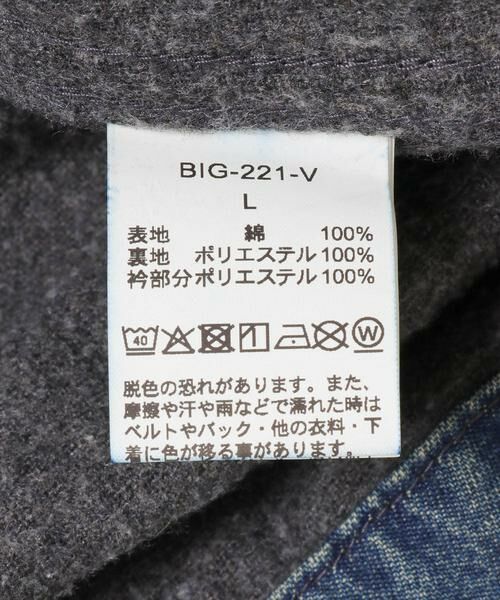 BIG-221-V
L
表地 綿 100%
裏地 ポリエステル100%
衿部分ポリエステル100%
40 W
脱色の恐れがあります。また、
摩擦や汗や雨などで濡れた時は
ベルトやバック・他の衣料・下
着に色が移る事があります。